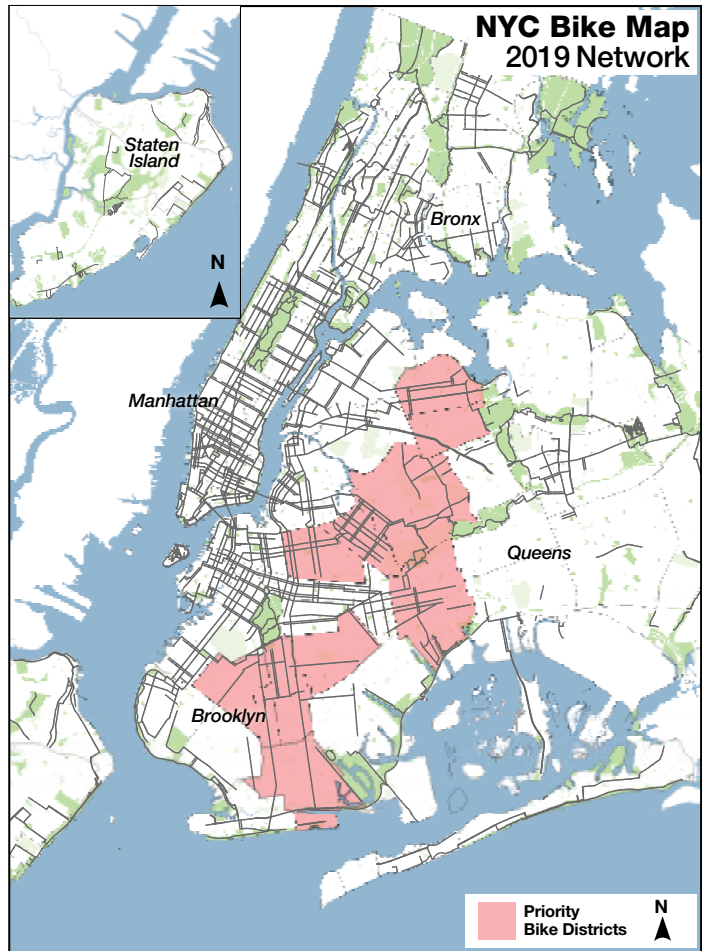 NYC Bike Map
2019 Network
Staten
Island
N
Bronx
Manhattan
Queens
Brooklyn
Priority
Bike Districts
N